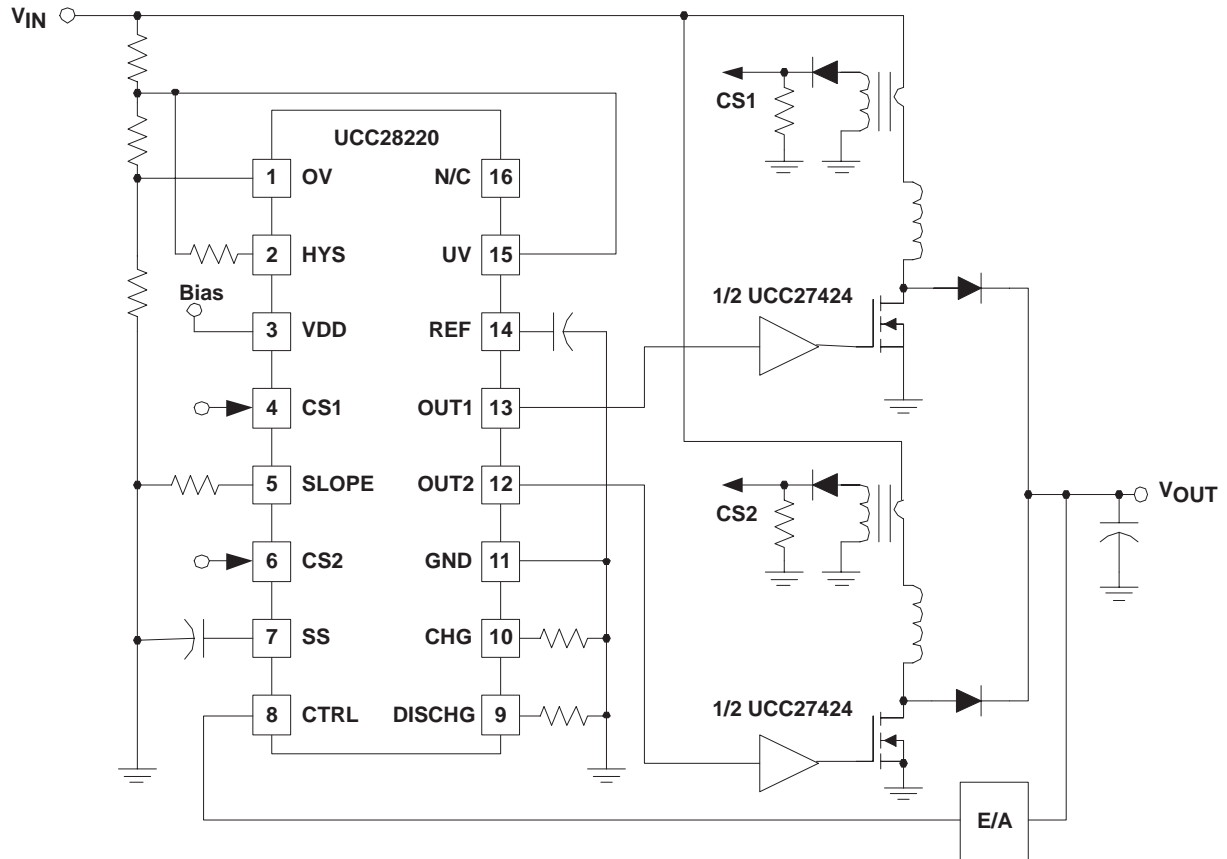 VIN
CS1
UCC28220
1 OV N/C 16
2 HYS UV 15
Bias
1/2 UCC27424
3 VDD REF 14
4 CS1 OUT1 13
5 SLOPE OUT2 12
CS2
VOUT
6 CS2 GND 11
7 SS CHG 10
8 CTRL DISCHG 9
1/2 UCC27424
E/A